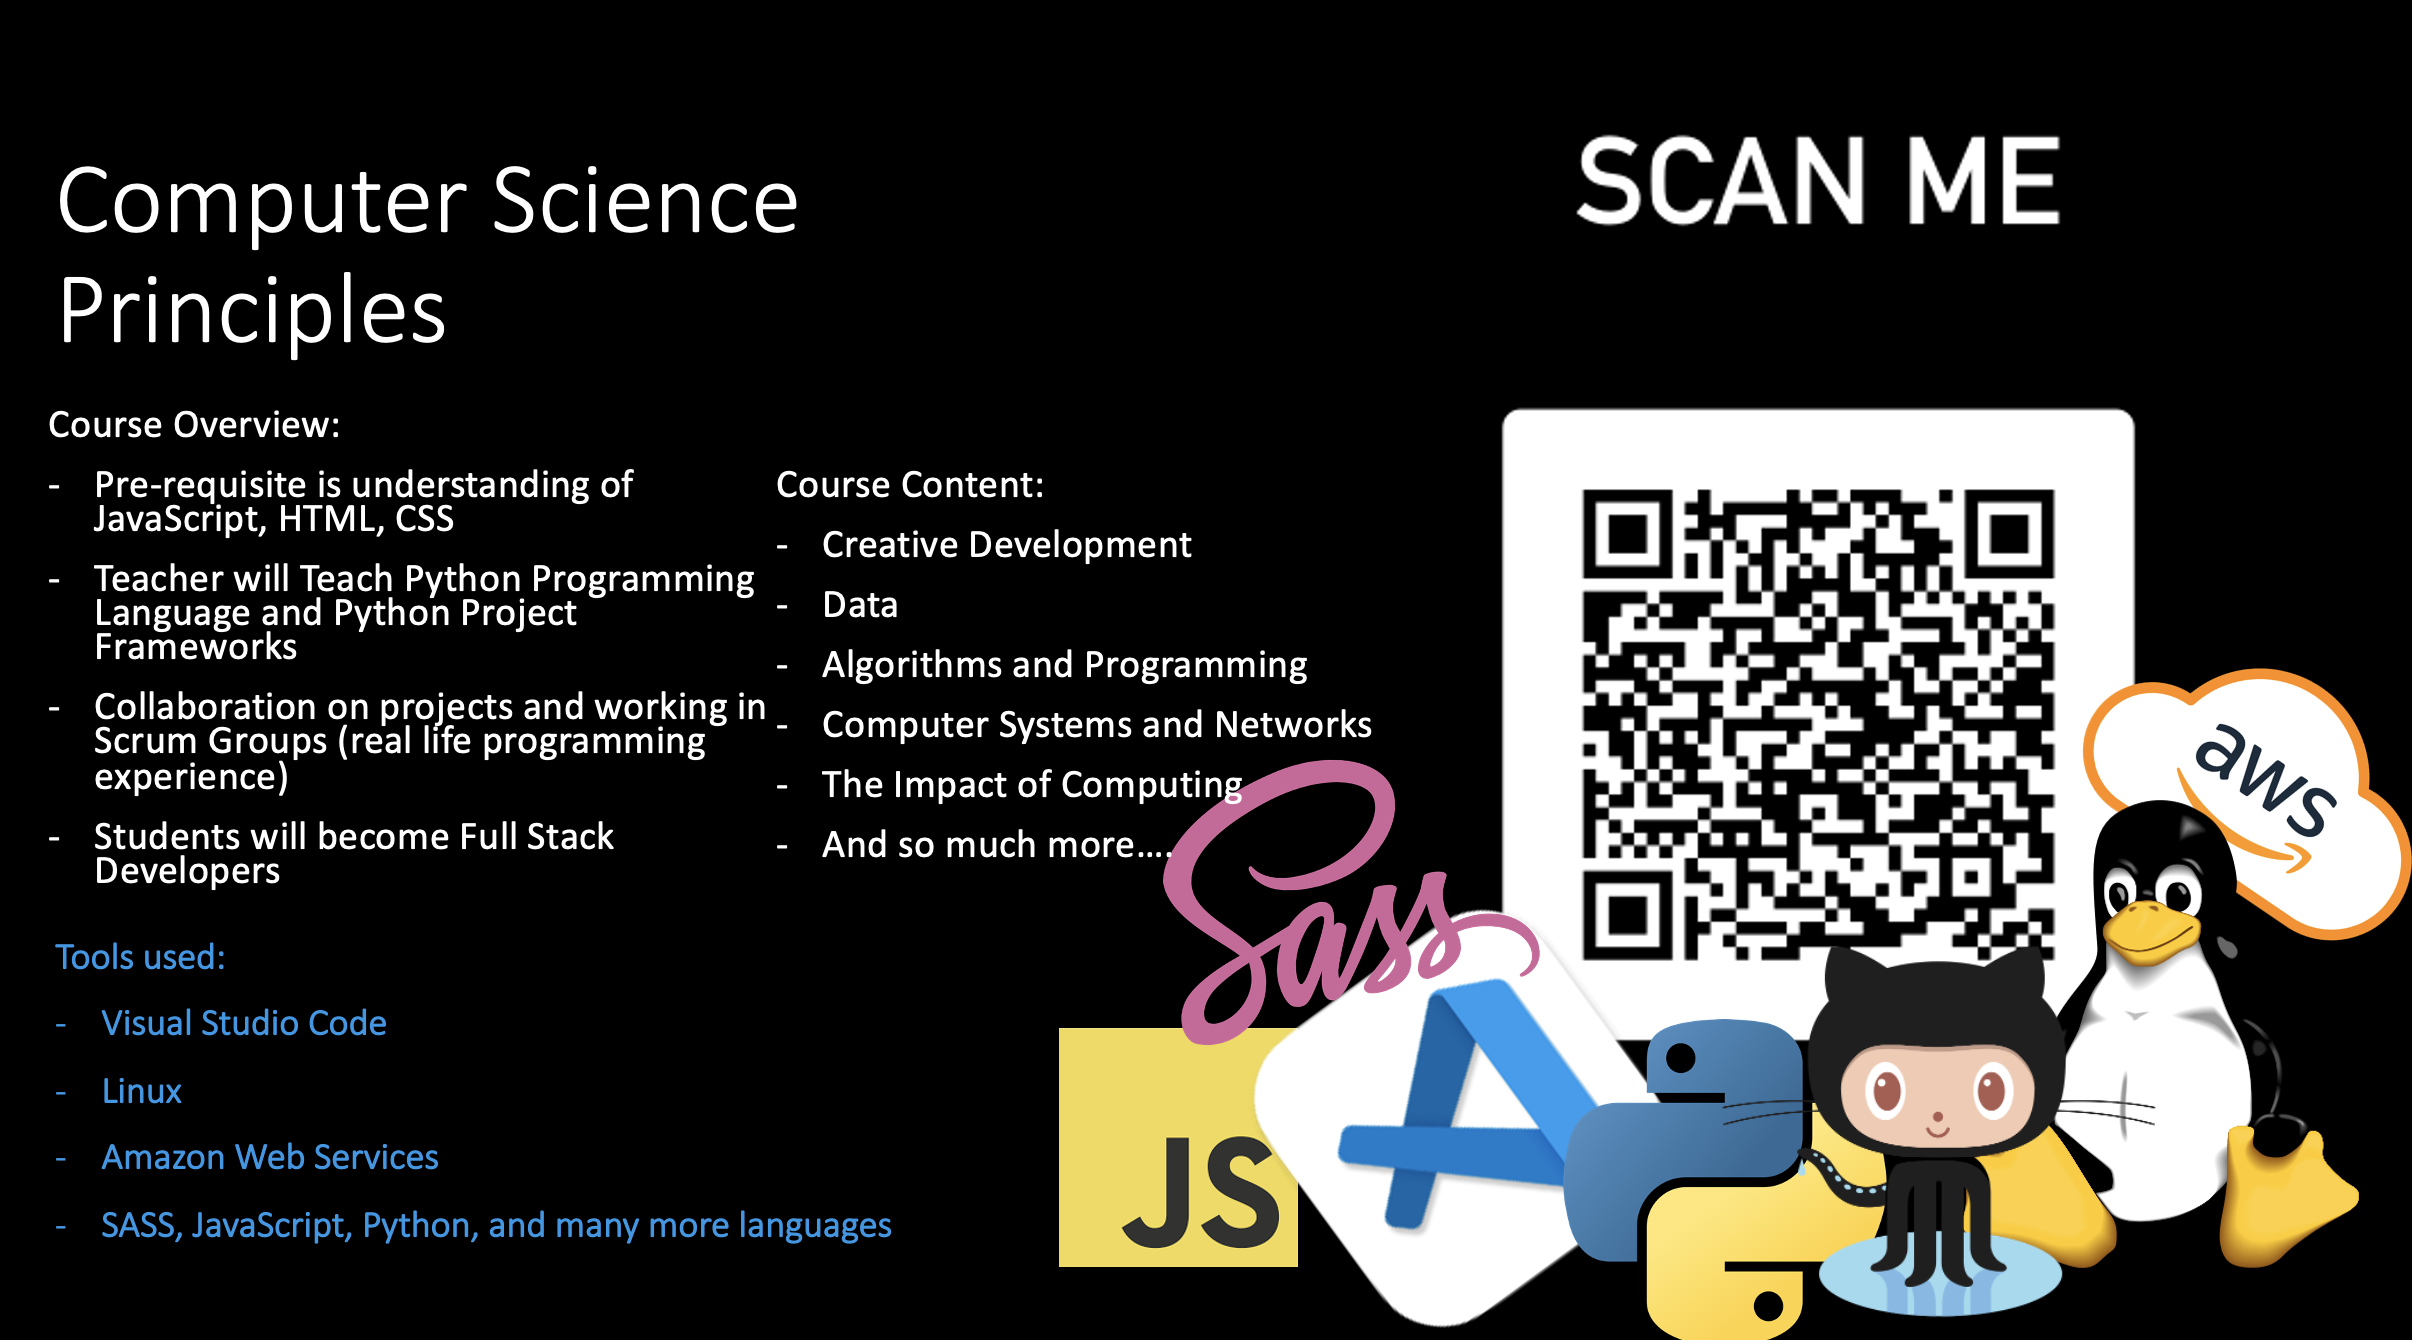 SCAN ME
Computer Science
Principles
Course Overview:
- Pre-requisite is understanding of
JavaScript, HTML, CSS
- Teacher will Teach Python Programming
Language and Python Project
Frameworks
- Collaboration on projects and working in
Scrum Groups (real life programming
experience)
- Students will become Full Stack
Developers
Course Content:
- Creative Development
- Data
- Algorithms and Programming
- Computer Systems and Networks
- The Impact of Computing
- And so much more....
Tools used:
- Visual Studio Code
- Linux
- Amazon Web Services
- SASS, JavaScript, Python, and many more languages
Sass
JS
aws